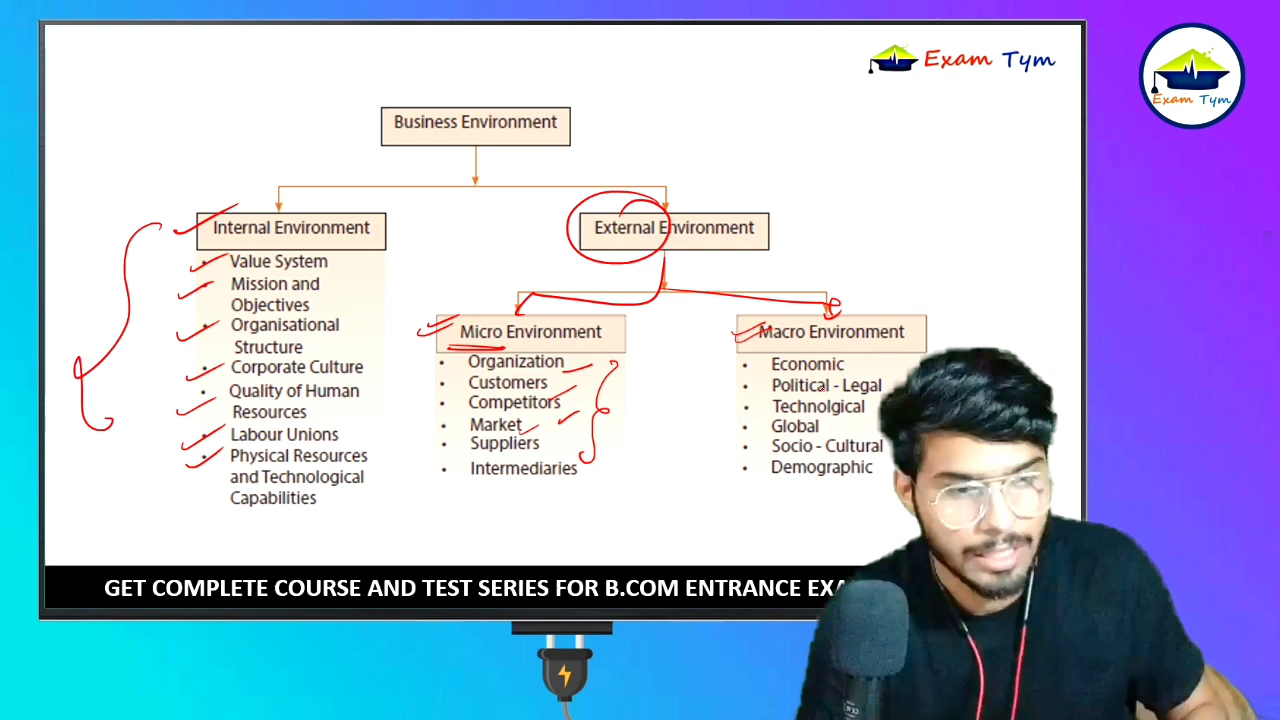 Exam Tym
Exam Tym
Business Environment
Internal Environment
• Value System
• Mission and
Objectives
• Organisational
Structure
• Corporate Culture
• Quality of Human
Resources
• Labour Unions
• Physical Resources
and Technological
Capabilities
External Environment
Micro Environment
• Organization
• Customers
• Competitors
• Market
• Suppliers
• Intermediaries
Macro Environment
• Economic
• Political - Legal
• Technolgical
• Global
• Socio - Cultural
• Demographic
GET COMPLETE COURSE AND TEST SERIES FOR B.COM ENTRANCE EXA